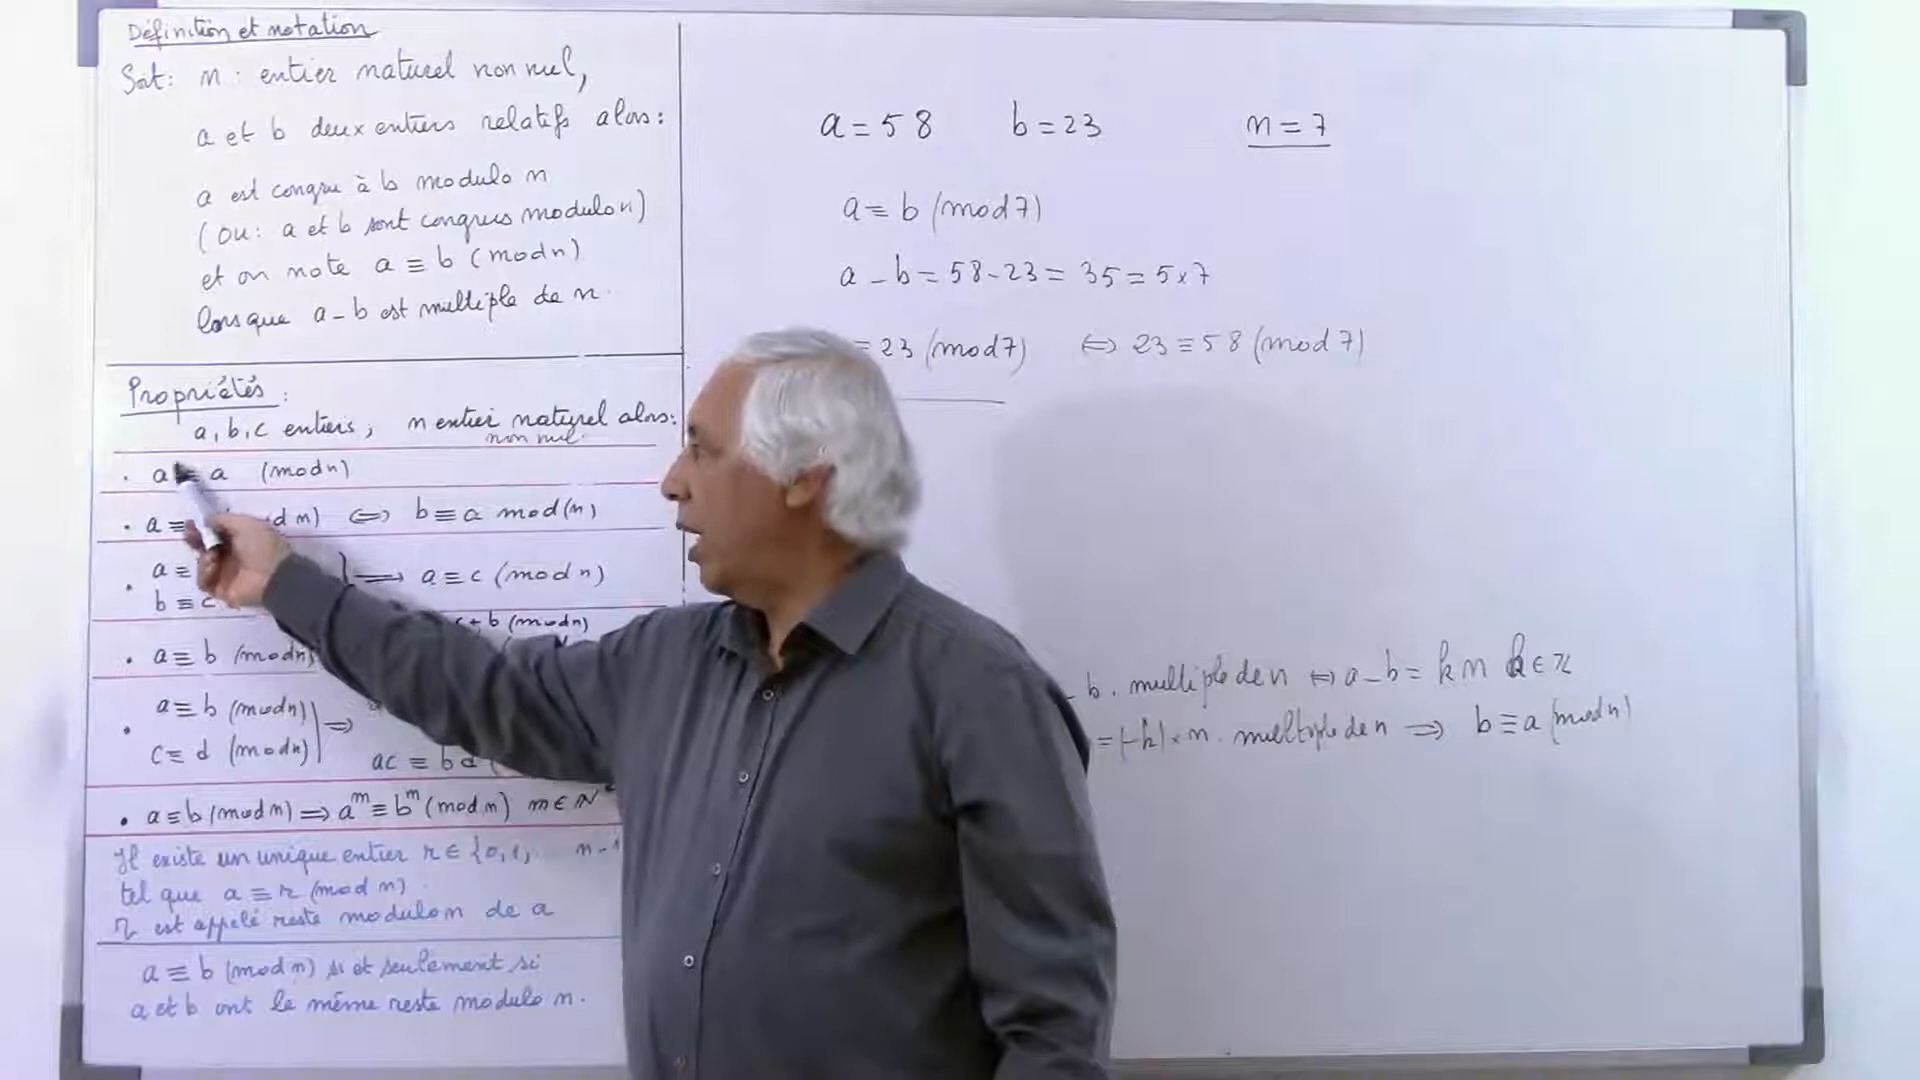 Définition et notation
Soit: n : entier naturel non nul,
a et b deux entiers relatifs alors:
a est congru à b modulo n
(ou: a et b sont congrus modulo n)
et on note a ≡ b (mod n)
lorsque a - b est multiple de n.
Propriétés :
a, b, c entiers, n entier naturel alors:
non nul
. a ≡ a (mod n)
. a ≡ d n) ⟺ b ≡ a mod(n)
. a ≡
b ≡ c
} ⟹ a ≡ c (mod n)
+ b (mod n)
. a ≡ b (mod n)
. a ≡ b (mod n)
c ≡ d (mod n) ⟹
ac ≡ bd
. a ≡ b (mod n) ⟹ a^m ≡ b^m (mod n) m ∈ ℕ
Il existe un unique entier r ∈ {0, 1, ... n-1
tel que a ≡ r (mod n).
r est appelé reste modulo n de a
a ≡ b (mod n) si et seulement si
a et b ont le même reste modulo n.
a = 58 b = 23 n = 7
a ≡ b (mod 7)
a - b = 58 - 23 = 35 = 5 × 7
≡ 23 (mod 7) ⟺ 23 ≡ 58 (mod 7)
- b . multiple de n ⟺ a - b = k n k ∈ ℤ
= (-k) × n . multiple de n ⟹ b ≡ a (mod n)